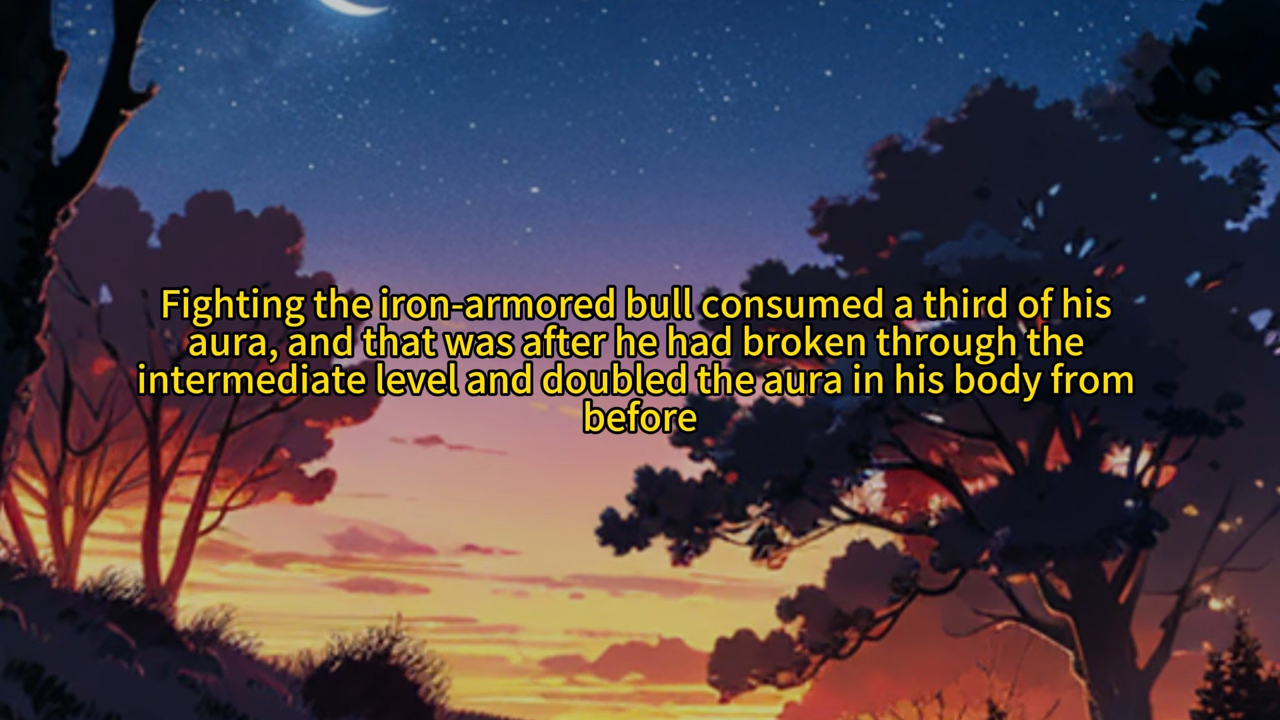 Fighting the iron-armored bull consumed a third of his
aura, and that was after he had broken through the
intermediate level and doubled the aura in his body from
before